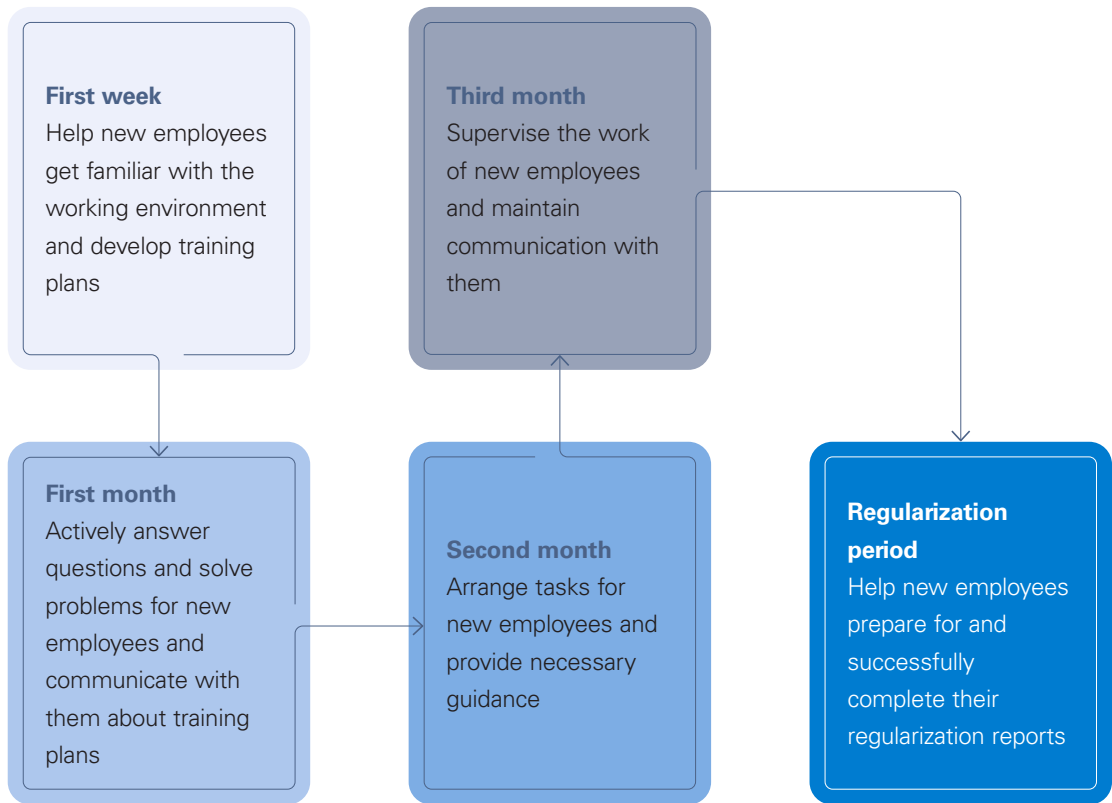 First week
Help new employees
get familiar with the
working environment
and develop training
plans
First month
Actively answer
questions and solve
problems for new
employees and
communicate with
them about training
plans
Second month
Arrange tasks for
new employees and
provide necessary
guidance
Third month
Supervise the work
of new employees
and maintain
communication with
them
Regularization
period
Help new employees
prepare for and
successfully
complete their
regularization reports